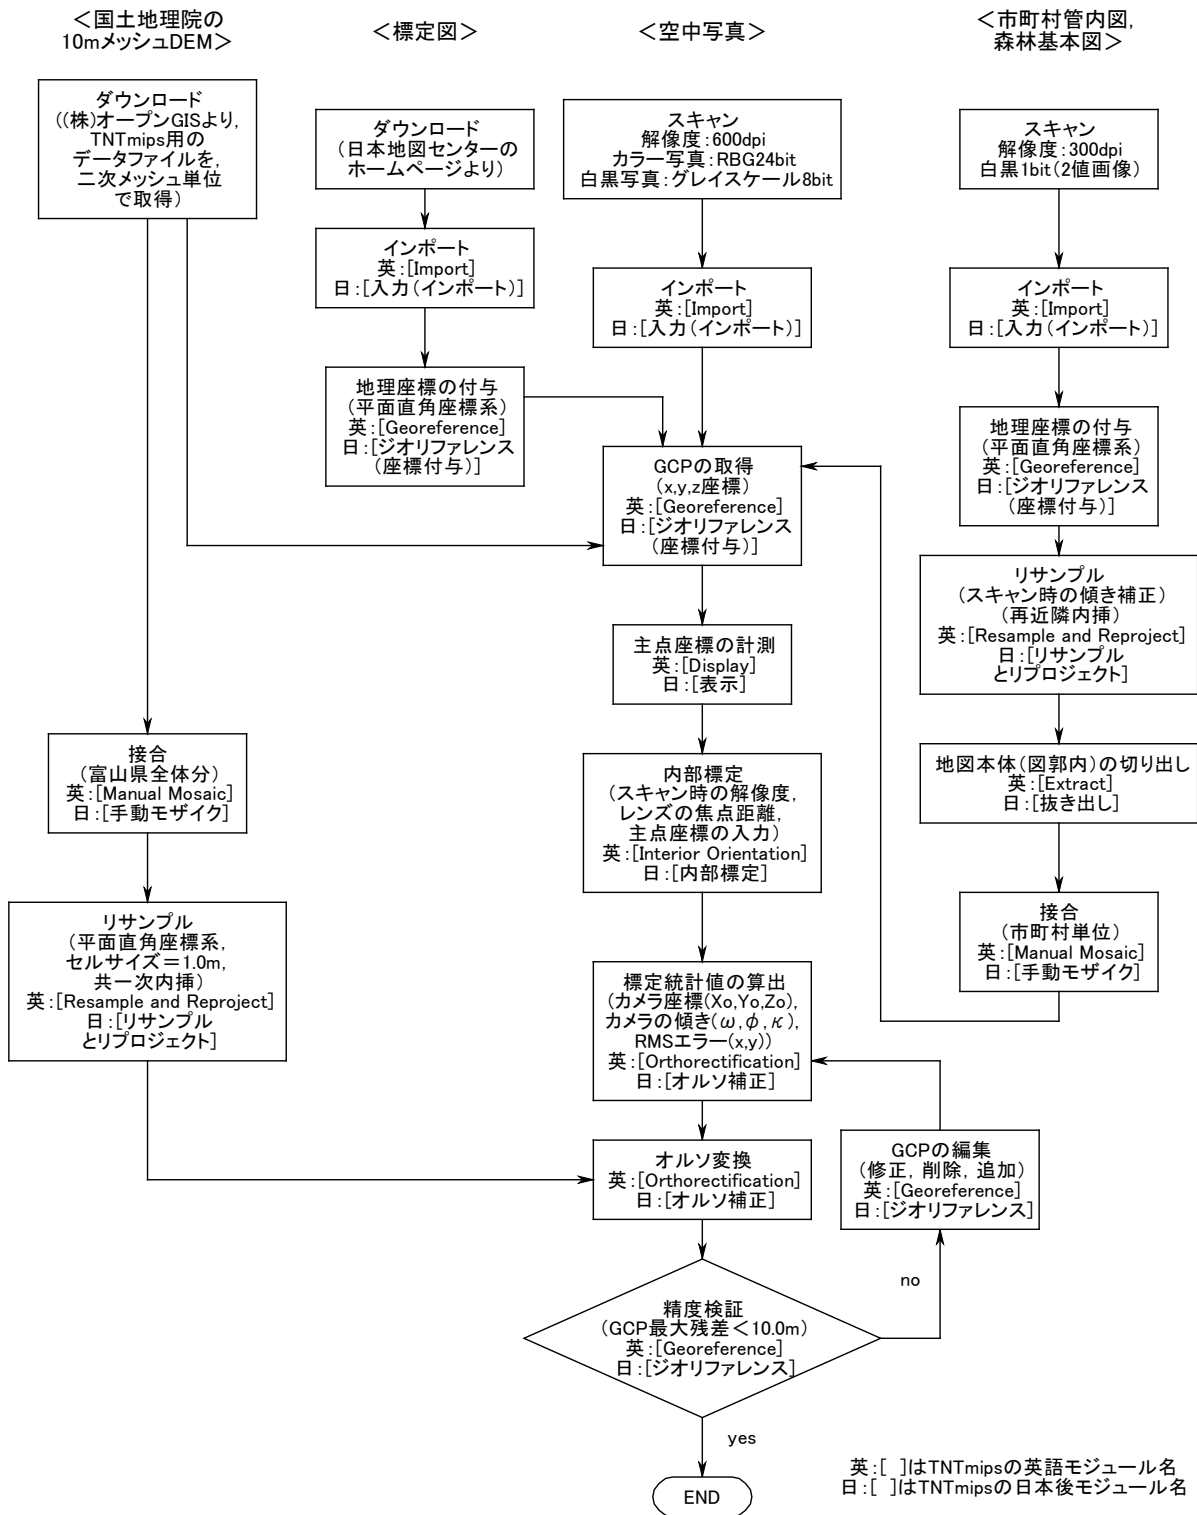 ＜国土地理院の
10mメッシュDEM＞
＜標定図＞
＜空中写真＞
＜市町村管内図，
森林基本図＞
ダウンロード
((株)オープンGISより，
TNTmips用の
データファイルを，
二次メッシュ単位
で取得)
ダウンロード
(日本地図センターの
ホームページより)
スキャン
解像度：600dpi
カラー写真：RBG24bit
白黒写真：グレイスケール8bit
スキャン
解像度：300dpi
白黒1bit(2値画像)
インポート
英：[Import]
日：[入力(インポート)]
インポート
英：[Import]
日：[入力(インポート)]
インポート
英：[Import]
日：[入力(インポート)]
地理座標の付与
(平面直角座標系)
英：[Georeference]
日：[ジオリファレンス
(座標付与)]
GCPの取得
(x,y,z座標)
英：[Georeference]
日：[ジオリファレンス
(座標付与)]
地理座標の付与
(平面直角座標系)
英：[Georeference]
日：[ジオリファレンス
(座標付与)]
リサンプル
(スキャン時の傾き補正)
(再近隣内挿)
英：[Resample and Reproject]
日：[リサンプル
とリプロジェクト]
主点座標の計測
英：[Display]
日：[表示]
接合
(富山県全体分)
英：[Manual Mosaic]
日：[手動モザイク]
内部標定
(スキャン時の解像度，
レンズの焦点距離，
主点座標の入力)
英：[Interior Orientation]
日：[内部標定]
地図本体(図郭内)の切り出し
英：[Extract]
日：[抜き出し]
リサンプル
(平面直角座標系，
セルサイズ＝1.0m，
共一次内挿)
英：[Resample and Reproject]
日：[リサンプル
とリプロジェクト]
接合
(市町村単位)
英：[Manual Mosaic]
日：[手動モザイク]
標定統計値の算出
(カメラ座標(Xo,Yo,Zo)，
カメラの傾き(ω,φ,κ)，
RMSエラー(x,y))
英：[Orthorectification]
日：[オルソ補正]
オルソ変換
英：[Orthorectification]
日：[オルソ補正]
GCPの編集
(修正，削除，追加)
英：[Georeference]
日：[ジオリファレンス]
no
精度検証
(GCP最大残差＜10.0m)
英：[Georeference]
日：[ジオリファレンス]
yes
END
英：[ ]はTNTmipsの英語モジュール名
日：[ ]はTNTmipsの日本後モジュール名